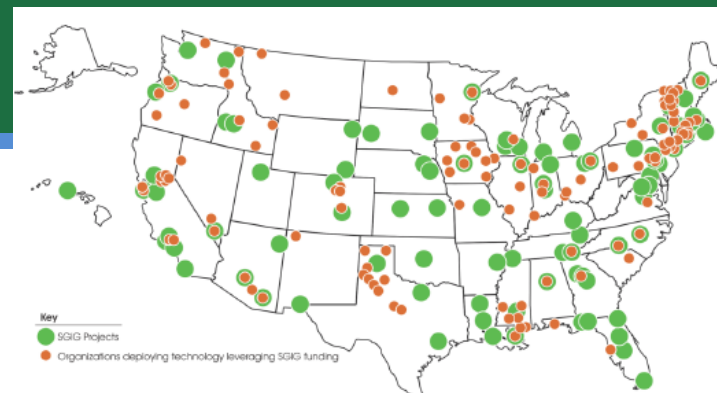 Key
SGIG Projects
Organizations deploying technology leveraging SGIG funding